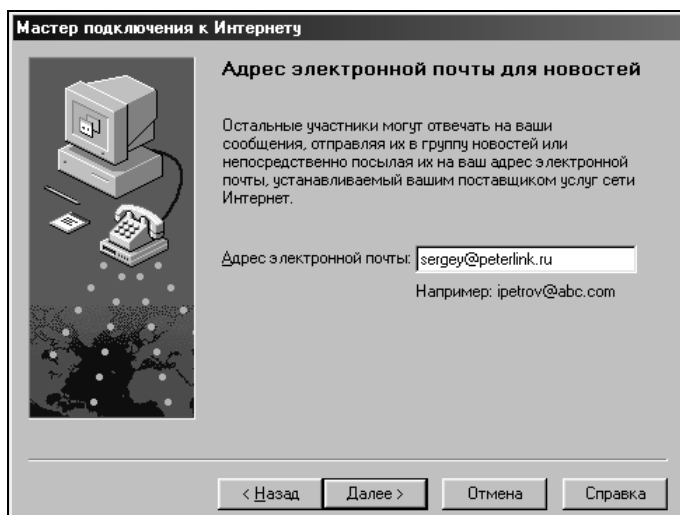 Мастер подключения к Интернету
Адрес электронной почты для новостей
Остальные участники могут отвечать на ваши
сообщения, отправляя их в группу новостей или
непосредственно посылая их на ваш адрес электронной
почты, устанавливаемый вашим поставщиком услуг сети
Интернет.
Адрес электронной почты: sergey@peterlink.ru
Например: ipetrov@abc.com
< Назад Далее > Отмена Справка